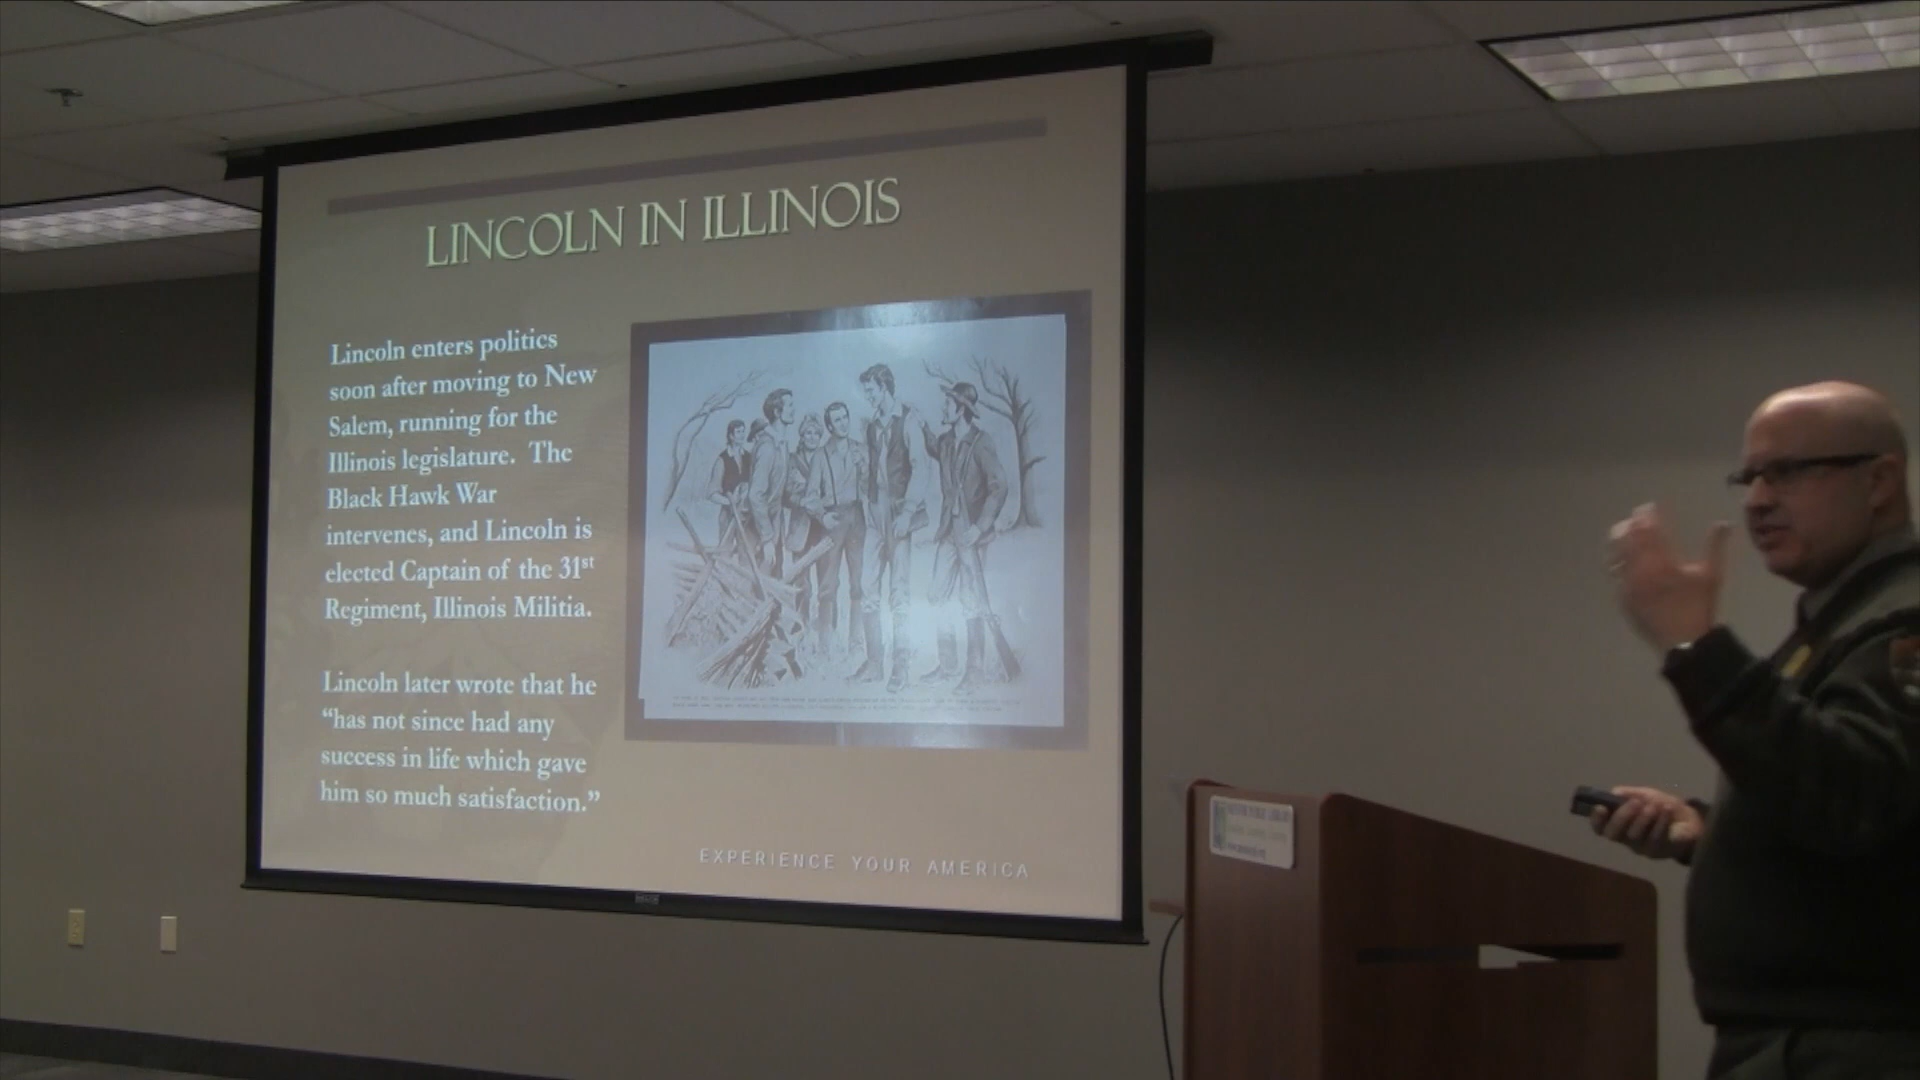 LINCOLN IN ILLINOIS
Lincoln enters politics
soon after moving to New
Salem, running for the
Illinois legislature. The
Black Hawk War
intervenes, and Lincoln is
elected Captain of the 31st
Regiment, Illinois Militia.
Lincoln later wrote that he
“has not since had any
success in life which gave
him so much satisfaction.”
EXPERIENCE YOUR AMERICA
PUBLIC LIBRARY